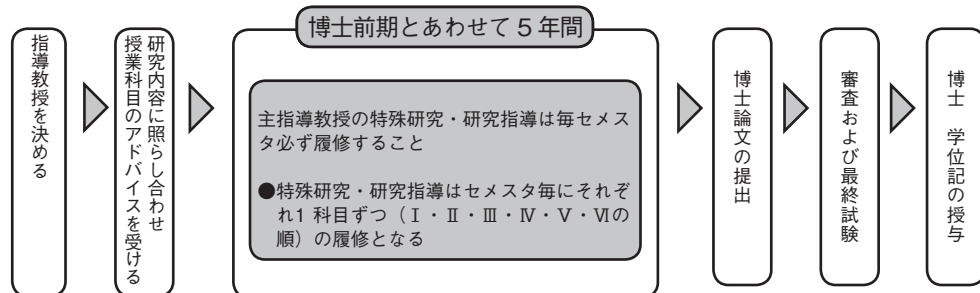 指導教授を決める
研究内容に照らし合わせ
授業科目のアドバイスを受ける
博士前期とあわせて5年間
主指導教授の特殊研究・研究指導は毎セメス
タ必ず履修すること
●特殊研究・研究指導はセメスタ毎にそれぞ
れ1 科目ずつ（Ⅰ・Ⅱ・Ⅲ・Ⅳ・Ⅴ・Ⅵの
順）の履修となる
博士論文の提出
審査および最終試験
博士 学位記の授与